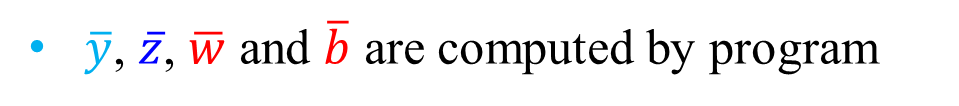 • ȳ, z̄, w̄ and b̄ are computed by program